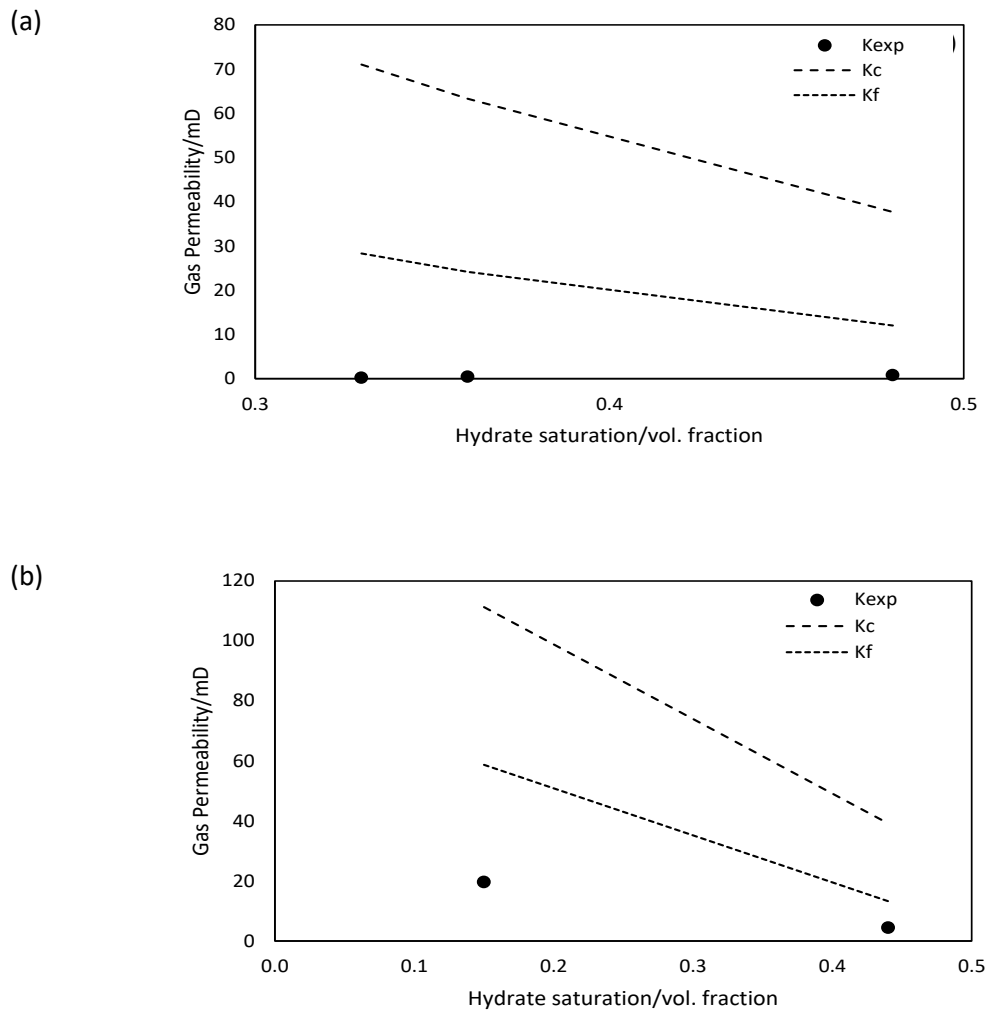 (a)
80
70
60
50
40
30
20
10
0
Gas Permeability/mD
Kexp
Kc
Kf
)
0.3
0.4
0.5
Hydrate saturation/vol. fraction
(b)
120
100
80
60
40
20
0
Gas Permeability/mD
Kexp
Kc
Kf
0.0
0.1
0.2
0.3
0.4
0.5
Hydrate saturation/vol. fraction